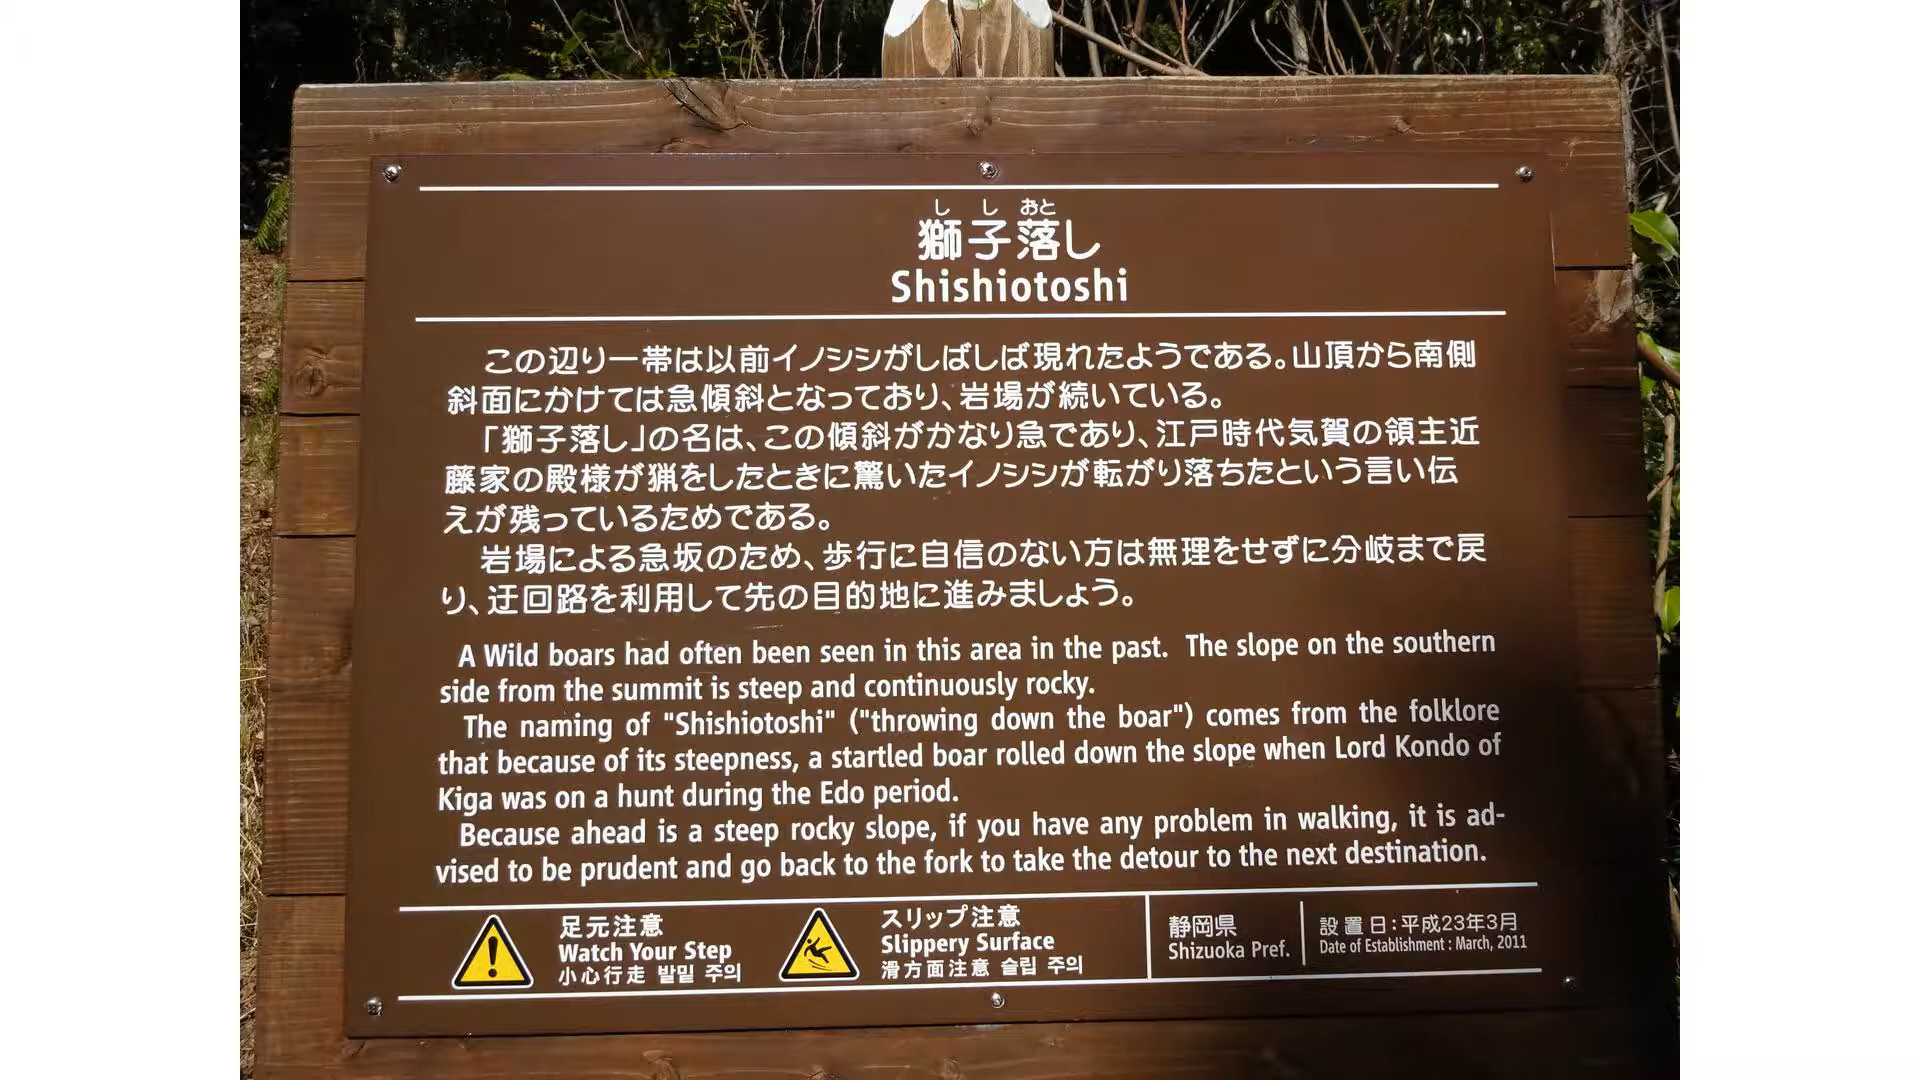 しし おと
獅子落し
Shishiotoshi
この辺り一帯は以前イノシシがしばしば現れたようである。山頂から南側
斜面にかけては急傾斜となっており、岩場が続いている。
「獅子落し」の名は、この傾斜がかなり急であり、江戸時代気賀の領主近
藤家の殿様が猟をしたときに驚いたイノシシが転がり落ちたという言い伝
えが残っているためである。
岩場による急坂のため、歩行に自信のない方は無理をせずに分岐まで戻
り、迂回路を利用して先の目的地に進みましょう。
A Wild boars had often been seen in this area in the past. The slope on the southern
side from the summit is steep and continuously rocky.
The naming of "Shishiotoshi" ("throwing down the boar") comes from the folklore
that because of its steepness, a startled boar rolled down the slope when Lord Kondo of
Kiga was on a hunt during the Edo period.
Because ahead is a steep rocky slope, if you have any problem in walking, it is ad-
vised to be prudent and go back to the fork to take the detour to the next destination.
足元注意
Watch Your Step
小心行走 발밑 주의
スリップ注意
Slippery Surface
滑方面注意 슬립 주의
静岡県
Shizuoka Pref.
設置日：平成23年3月
Date of Establishment : March, 2011